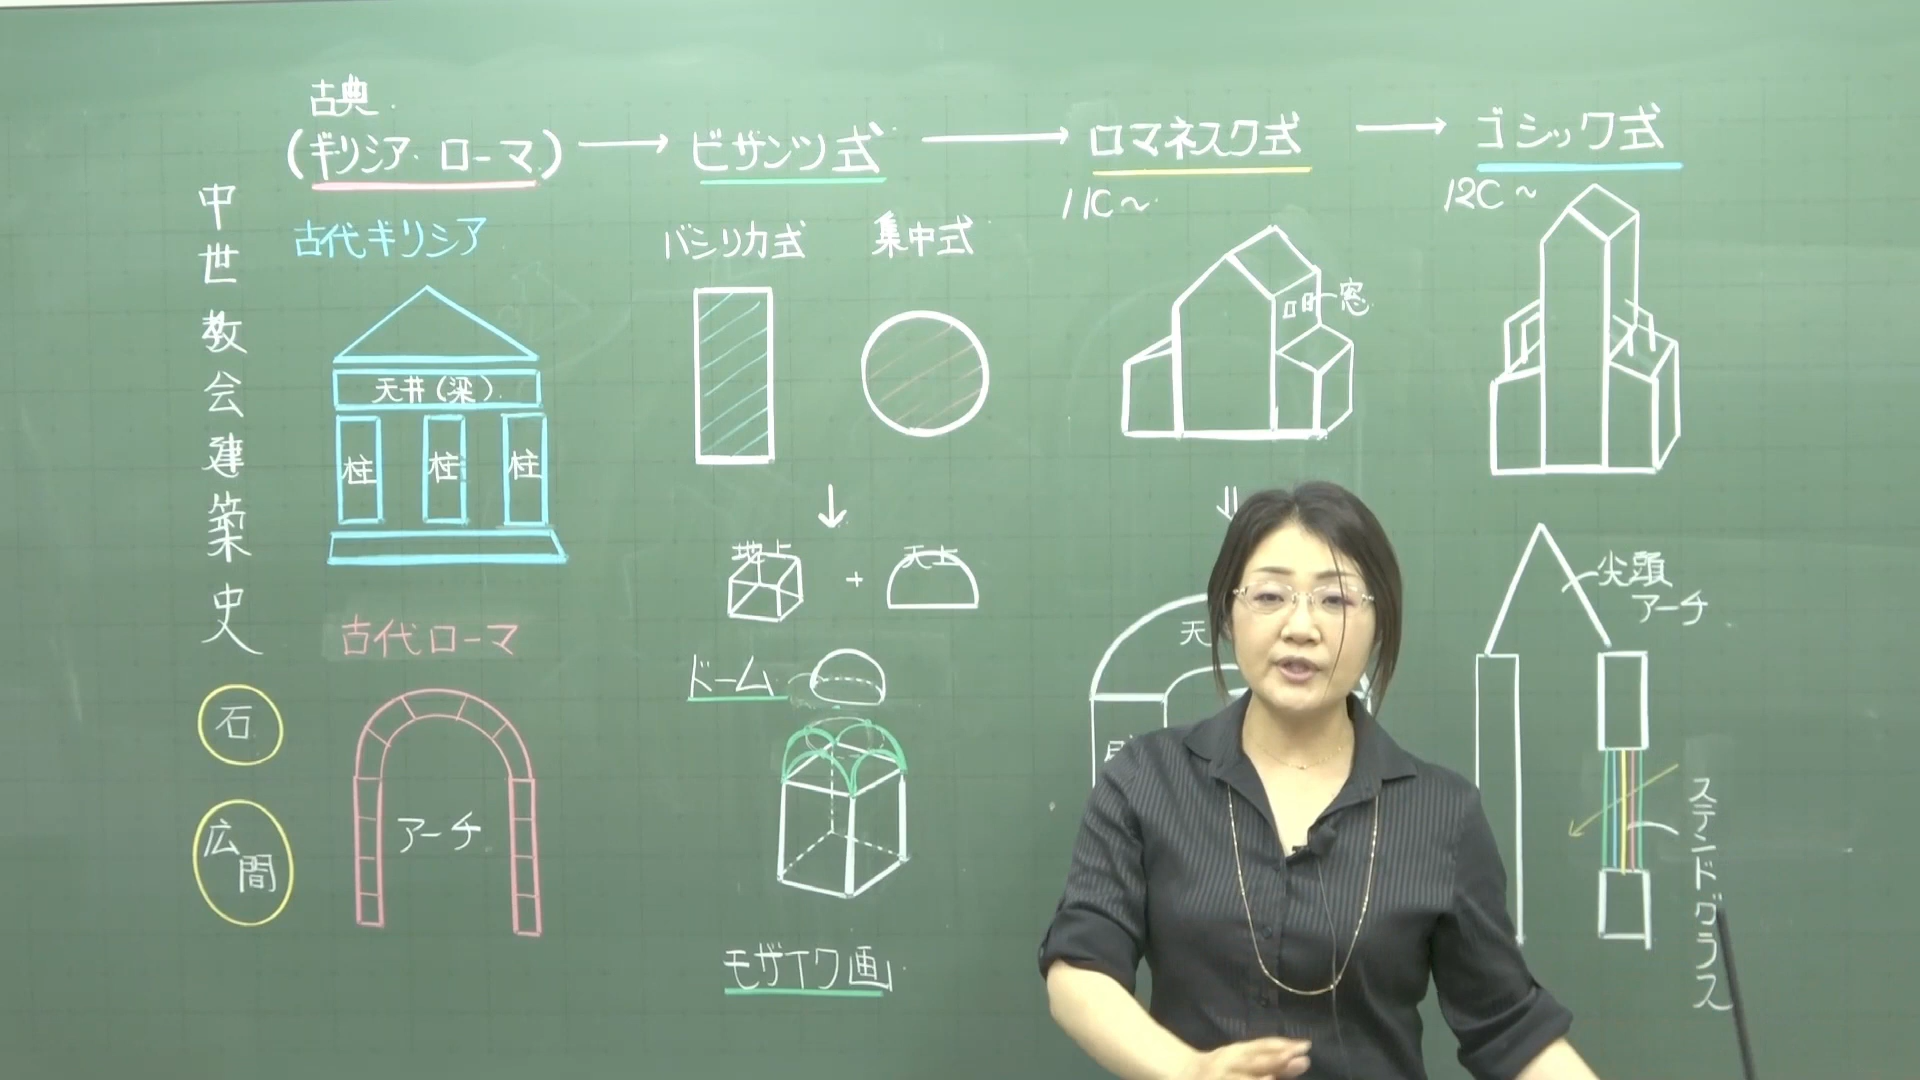 中世教会建築史
石
広間
古典
(ギリシア・ローマ) → ビザンツ式 → ロマネスク式 → ゴシック式
11C～
12C～
古代ギリシア
天井(梁)
柱 柱 柱
古代ローマ
アーチ
バシリカ式 集中式
地上 + 天上
ドーム
モザイク画
窓
天
尖頭
アーチ
ステンドグラス